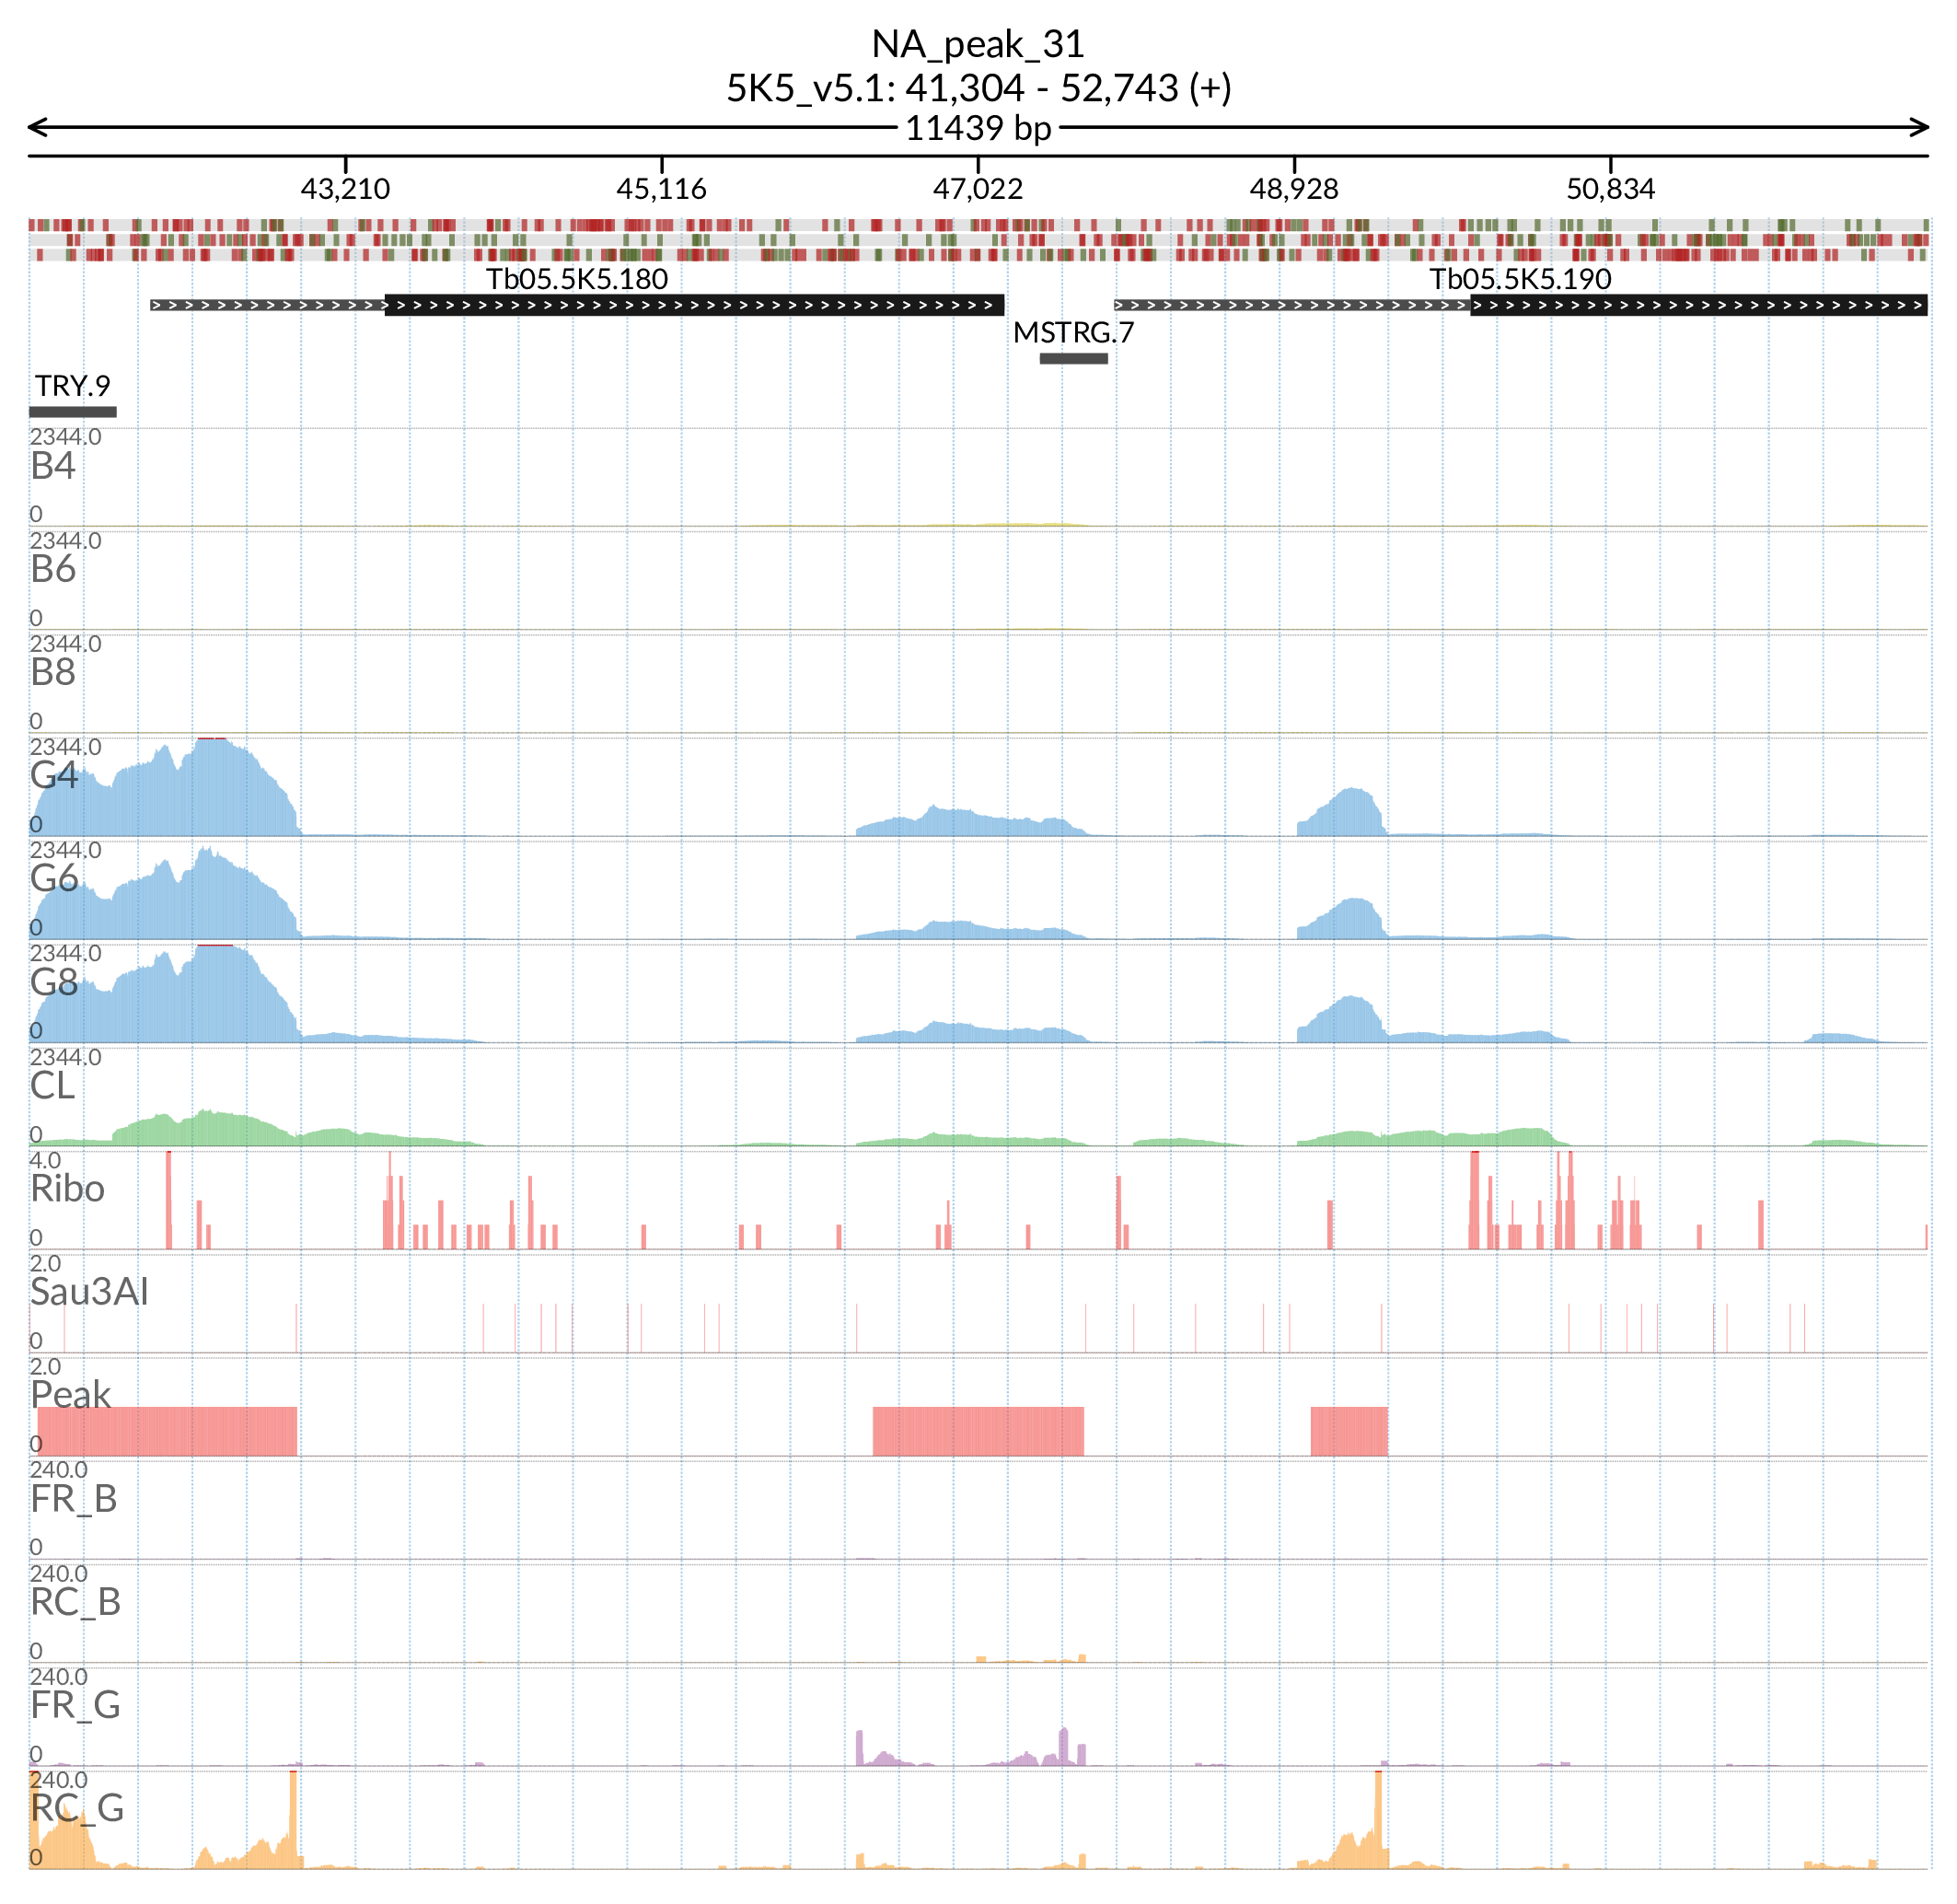 NA_peak_31
5K5_v5.1: 41,304 - 52,743 (+)
11439 bp
43,210 45,116 47,022 48,928 50,834
Tb05.5K5.180 Tb05.5K5.190
MSTRG.7
TRY.9
2344.0
B4
0
2344.0
B6
0
2344.0
B8
0
2344.0
G4
0
2344.0
G6
0
2344.0
G8
0
2344.0
CL
0
4.0
Ribo
0
2.0
Sau3AI
0
2.0
Peak
0
240.0
FR_B
0
240.0
RC_B
0
240.0
FR_G
0
240.0
RC_G
0